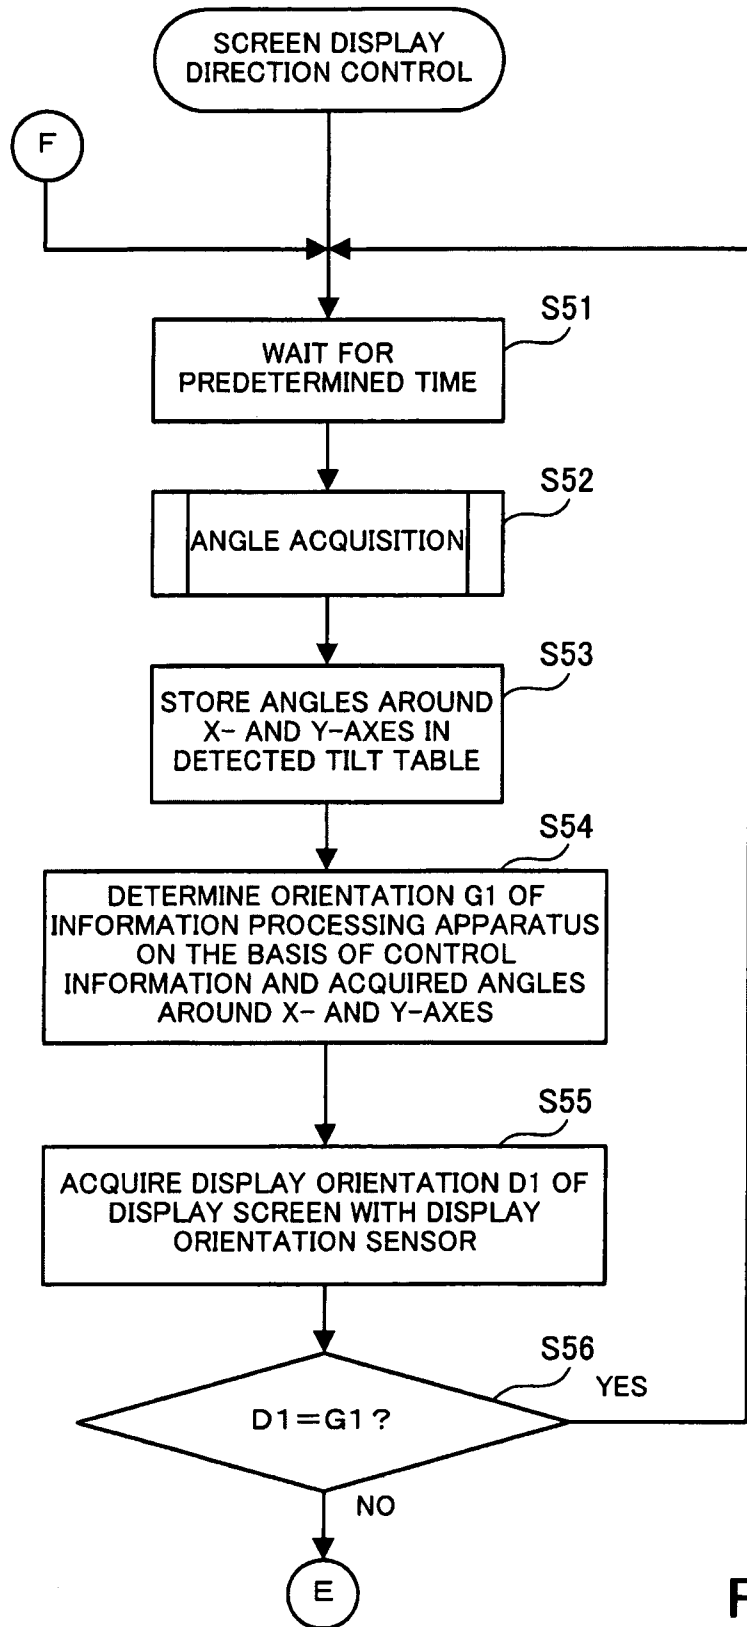 SCREEN DISPLAY
DIRECTION CONTROL
F
S51
WAIT FOR
PREDETERMINED TIME
S52
ANGLE ACQUISITION
S53
STORE ANGLES AROUND
X- AND Y-AXES IN
DETECTED TILT TABLE
S54
DETERMINE ORIENTATION G1 OF
INFORMATION PROCESSING APPARATUS
ON THE BASIS OF CONTROL
INFORMATION AND ACQUIRED ANGLES
AROUND X- AND Y-AXES
S55
ACQUIRE DISPLAY ORIENTATION D1 OF
DISPLAY SCREEN WITH DISPLAY
ORIENTATION SENSOR
S56
YES
D1=G1?
NO
E